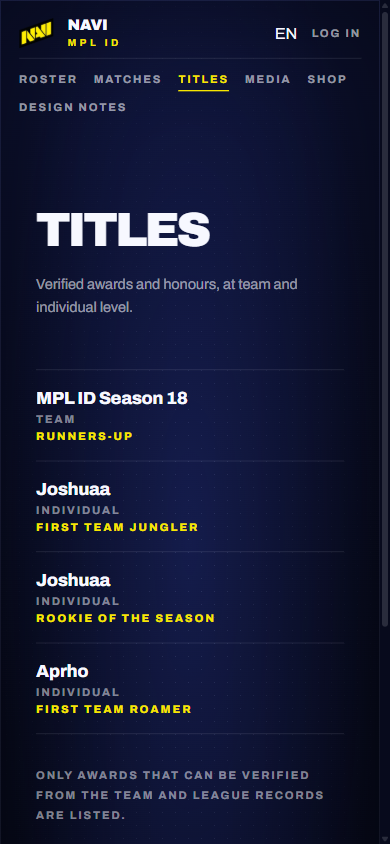 NAVI
NAVI
MPL ID
EN
LOG IN
ROSTER MATCHES TITLES MEDIA SHOP
DESIGN NOTES
TITLES
Verified awards and honours, at team and
individual level.
MPL ID Season 18
TEAM
RUNNERS-UP
Joshuaa
INDIVIDUAL
FIRST TEAM JUNGLER
Joshuaa
INDIVIDUAL
ROOKIE OF THE SEASON
Aprho
INDIVIDUAL
FIRST TEAM ROAMER
ONLY AWARDS THAT CAN BE VERIFIED
FROM THE TEAM AND LEAGUE RECORDS
ARE LISTED.